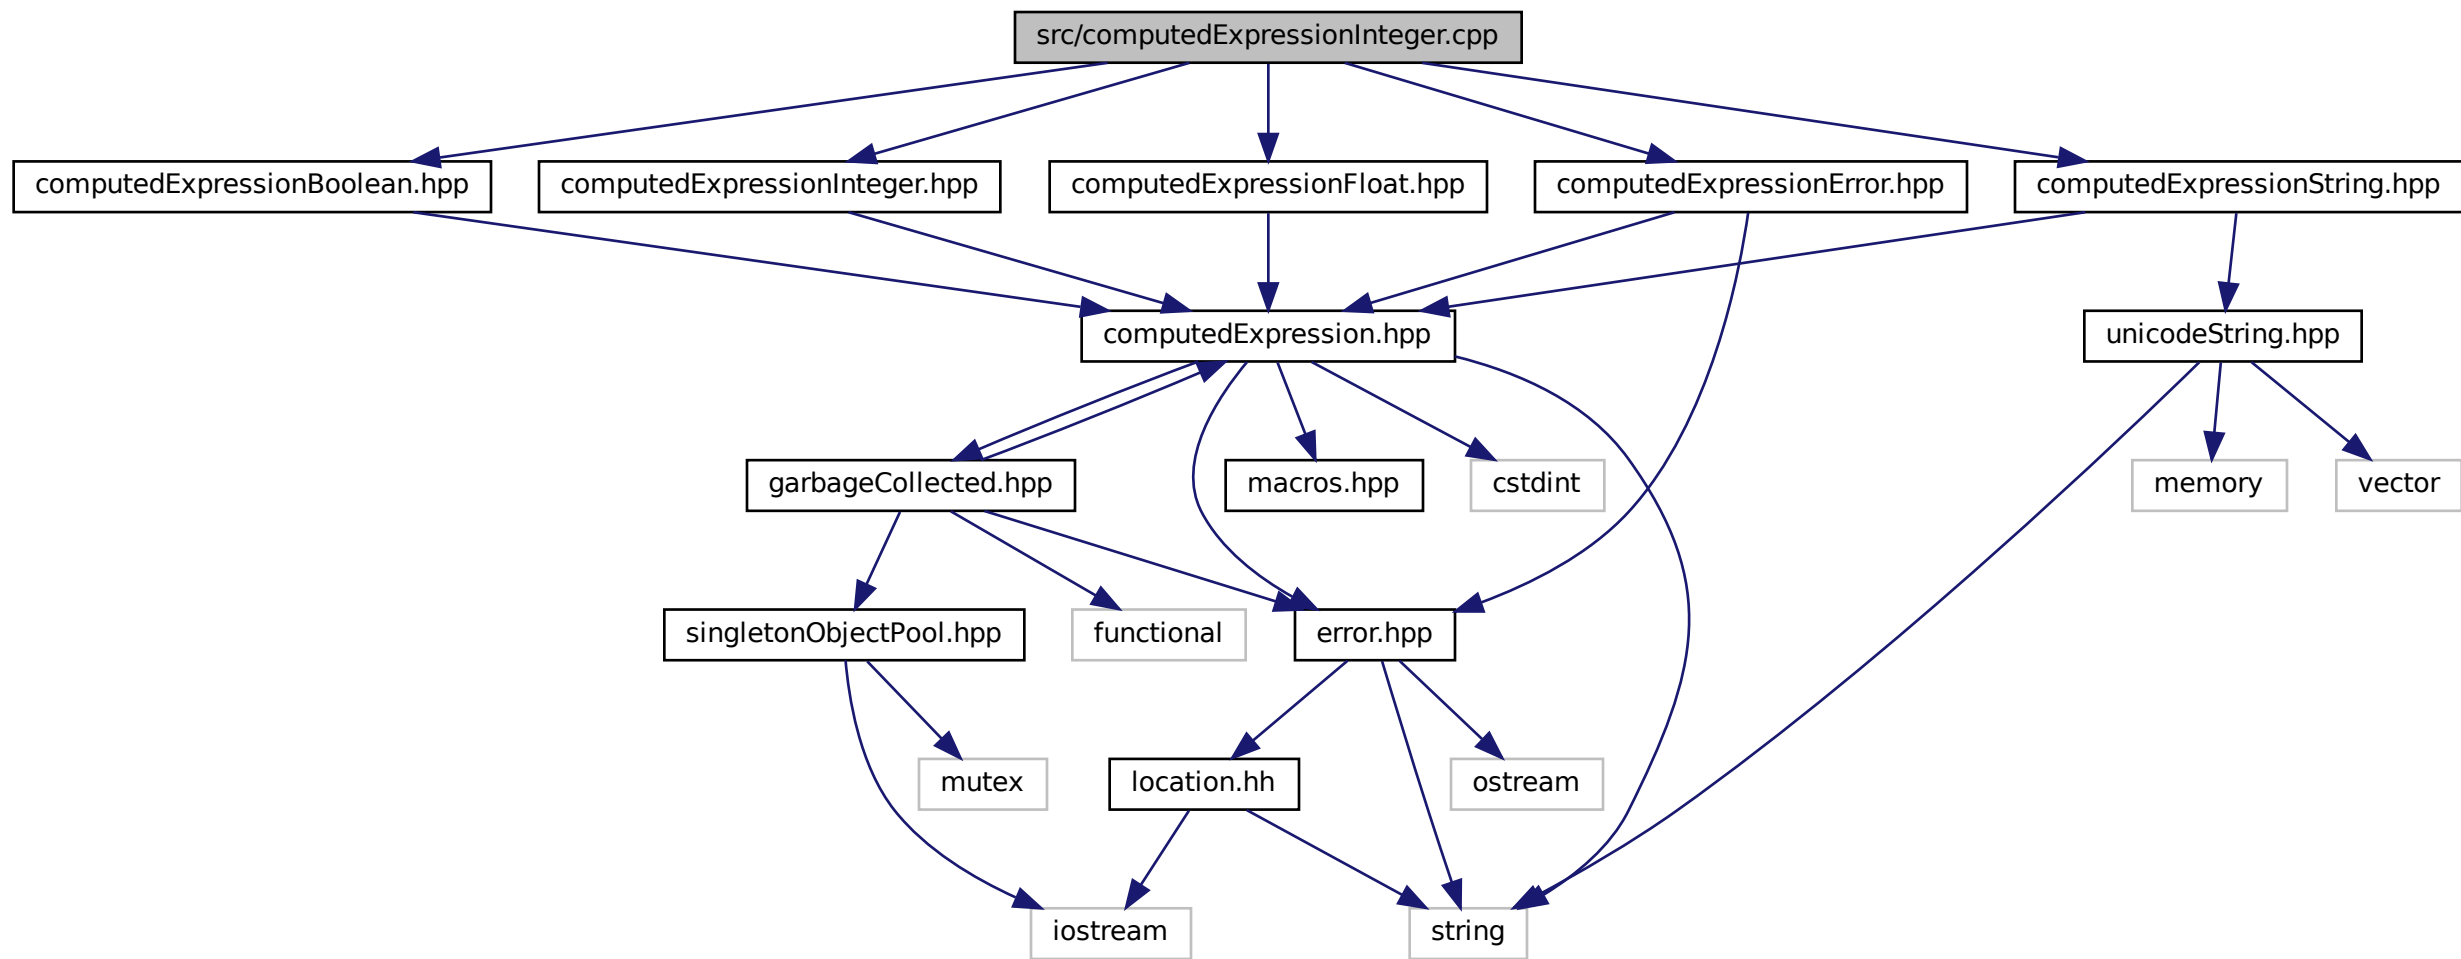 src/computedExpressionInteger.cpp
computedExpressionBoolean.hpp
computedExpressionInteger.hpp
computedExpressionFloat.hpp
computedExpressionError.hpp
computedExpressionString.hpp
computedExpression.hpp
unicodeString.hpp
garbageCollected.hpp
macros.hpp
cstdint
memory
vector
singletonObjectPool.hpp
functional
error.hpp
mutex
location.hh
ostream
iostream
string